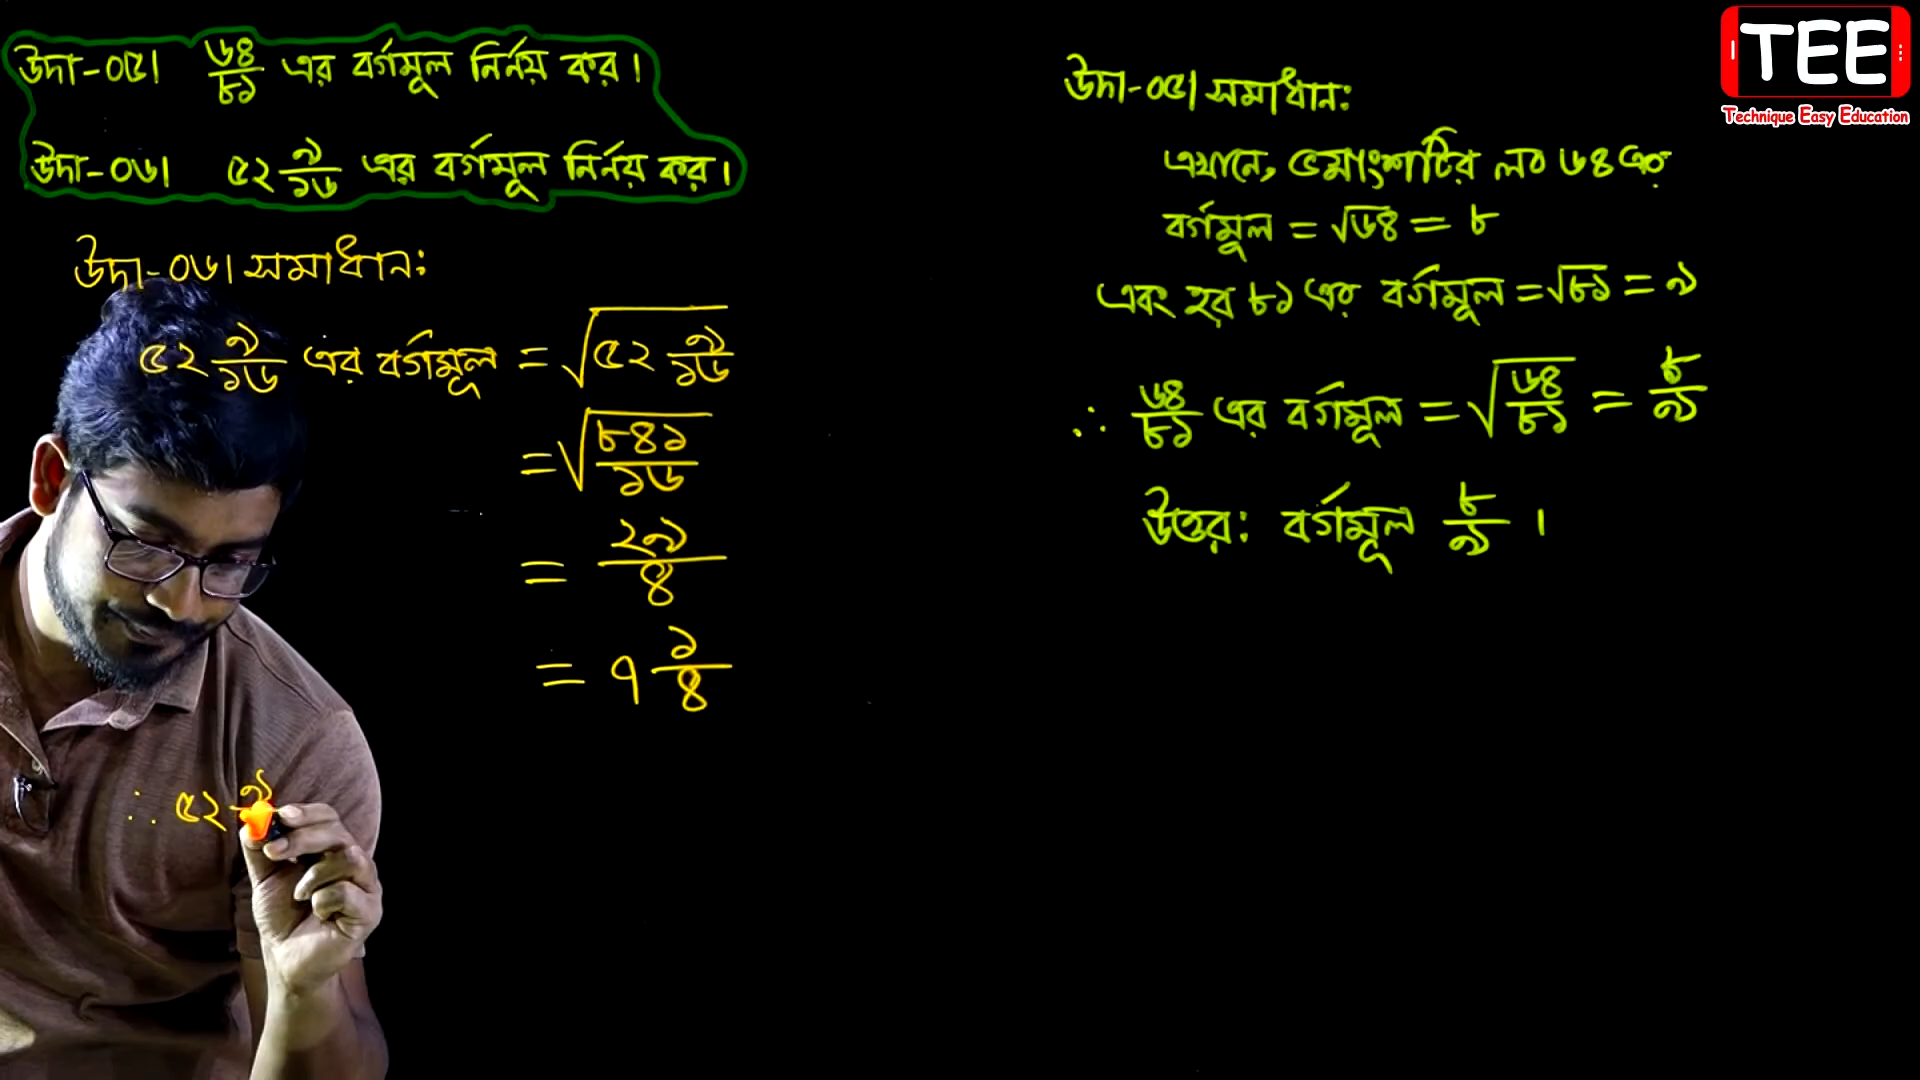 উদা-০৫। ৬৪/৮১ এর বর্গমূল নির্নয় কর।
উদা-০৬। ৫২ ৯/১৬ এর বর্গমূল নির্নয় কর।
উদা-০৬। সমাধান:
৫২ ৯/১৬ এর বর্গমূল = √৫২ ৯/১৬
= √৮৪১/১৬
= ২৯/৪
= ৭ ১/৪
∴ ৫২ ৯
উদা-০৫। সমাধান:
এখানে, ভগ্নাংশটির লব ৬৪ এর
বর্গমূল = √৬৪ = ৮
এবং হর ৮১ এর বর্গমূল = √৮১ = ৯
∴ ৬৪/৮১ এর বর্গমূল = √৬৪/৮১ = ৮/৯
উত্তর: বর্গমূল ৮/৯ ।
TEE
Technique Easy Education